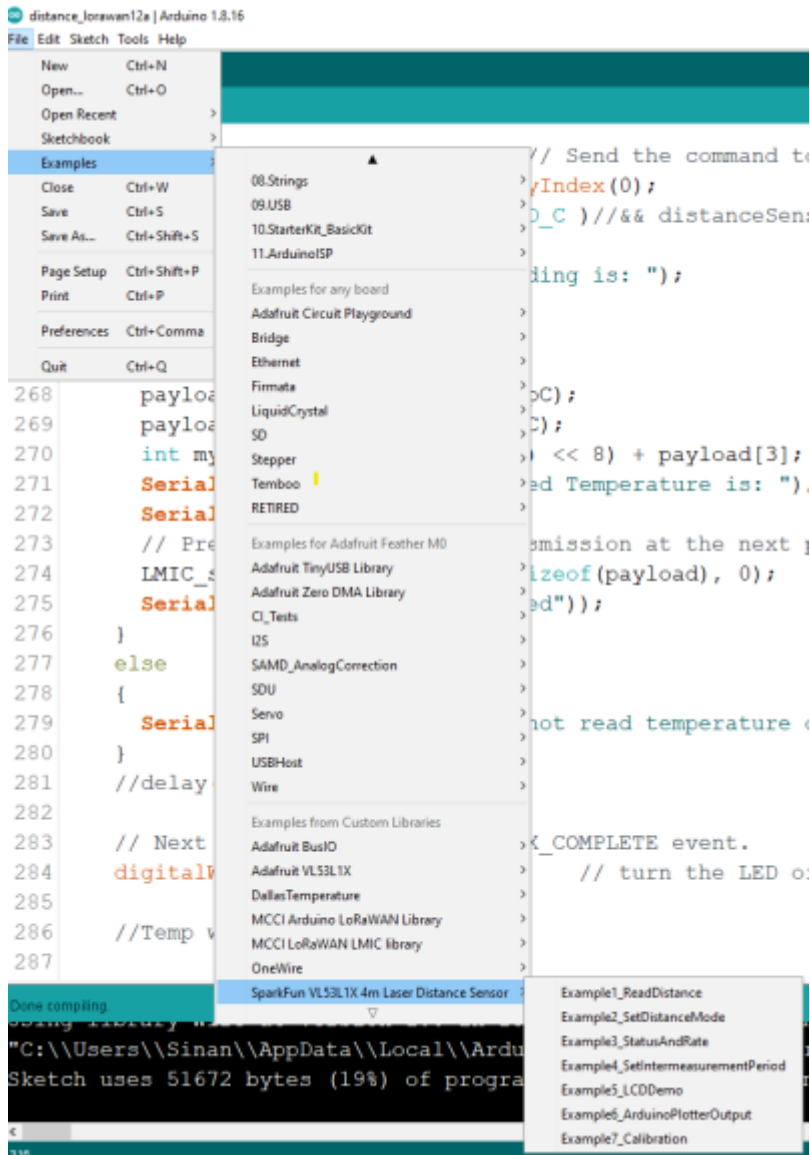 distance_lorawan12a | Arduino 1.8.16
File Edit Sketch Tools Help
New Ctrl+N
Open... Ctrl+O
Open Recent
Sketchbook
Examples
Close Ctrl+W
Save Ctrl+S
Save As... Ctrl+Shift+S
Page Setup Ctrl+Shift+P
Print Ctrl+P
Preferences Ctrl+Comma
Quit Ctrl+Q
08.Strings
09.USB
10.StarterKit_BasicKit
11.ArduinoISP
Examples for any board
Adafruit Circuit Playground
Bridge
Ethernet
Firmata
LiquidCrystal
SD
Stepper
Temboo
RETIRED
Examples for Adafruit Feather M0
Adafruit TinyUSB Library
Adafruit Zero DMA Library
CI_Tests
I2S
SAMD_AnalogCorrection
SDU
Servo
SPI
USBHost
Wire
Examples from Custom Libraries
Adafruit BusIO
Adafruit VL53L1X
DallasTemperature
MCCI Arduino LoRaWAN Library
MCCI LoRaWAN LMIC library
OneWire
SparkFun VL53L1X 4m Laser Distance Sensor
Example1_ReadDistance
Example2_SetDistanceMode
Example3_StatusAndRate
Example4_SetIntermeasurementPeriod
Example5_LCDDemo
Example6_ArduinoPlotterOutput
Example7_Calibration
// Send the command to
yIndex(0);
D_C )//&& distanceSens
ding is: ");
268 payloa oC);
269 payloa C);
270 int my ) << 8) + payload[3];
271 Serial ed Temperature is: ")
272 Serial
273 // Pre smission at the next p
274 LMIC_s izeof(payload), 0);
275 Serial ed"));
276 }
277 else
278 {
279 Serial not read temperature
280 }
281 //delay
282
283 // Next X_COMPLETE event.
284 digitalW // turn the LED of
285
286 //Temp w
287
Done compiling.
"C:\\Users\\Sinan\\AppData\\Local\\Ardu
Sketch uses 51672 bytes (19%) of progra